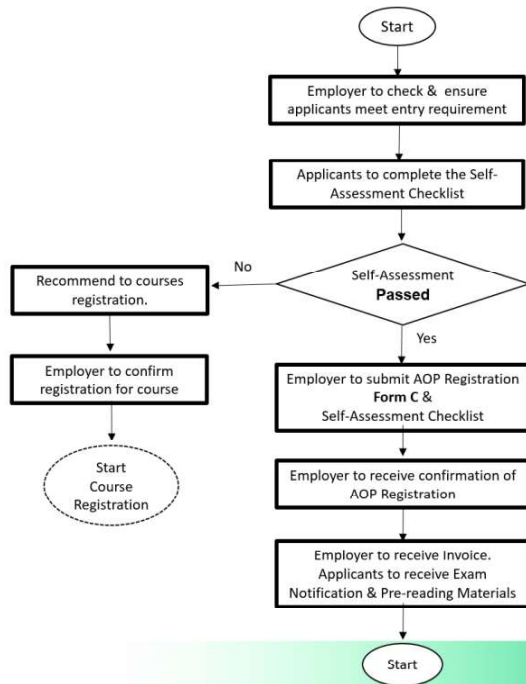 Start
Employer to check & ensure
applicants meet entry requirement
Applicants to complete the Self-
Assessment Checklist
Self-Assessment
Passed
No
Recommend to courses
registration.
Employer to confirm
registration for course
Start
Course
Registration
Yes
Employer to submit AOP Registration
Form C &
Self-Assessment Checklist
Employer to receive confirmation of
AOP Registration
Employer to receive Invoice.
Applicants to receive Exam
Notification & Pre-reading Materials
Start